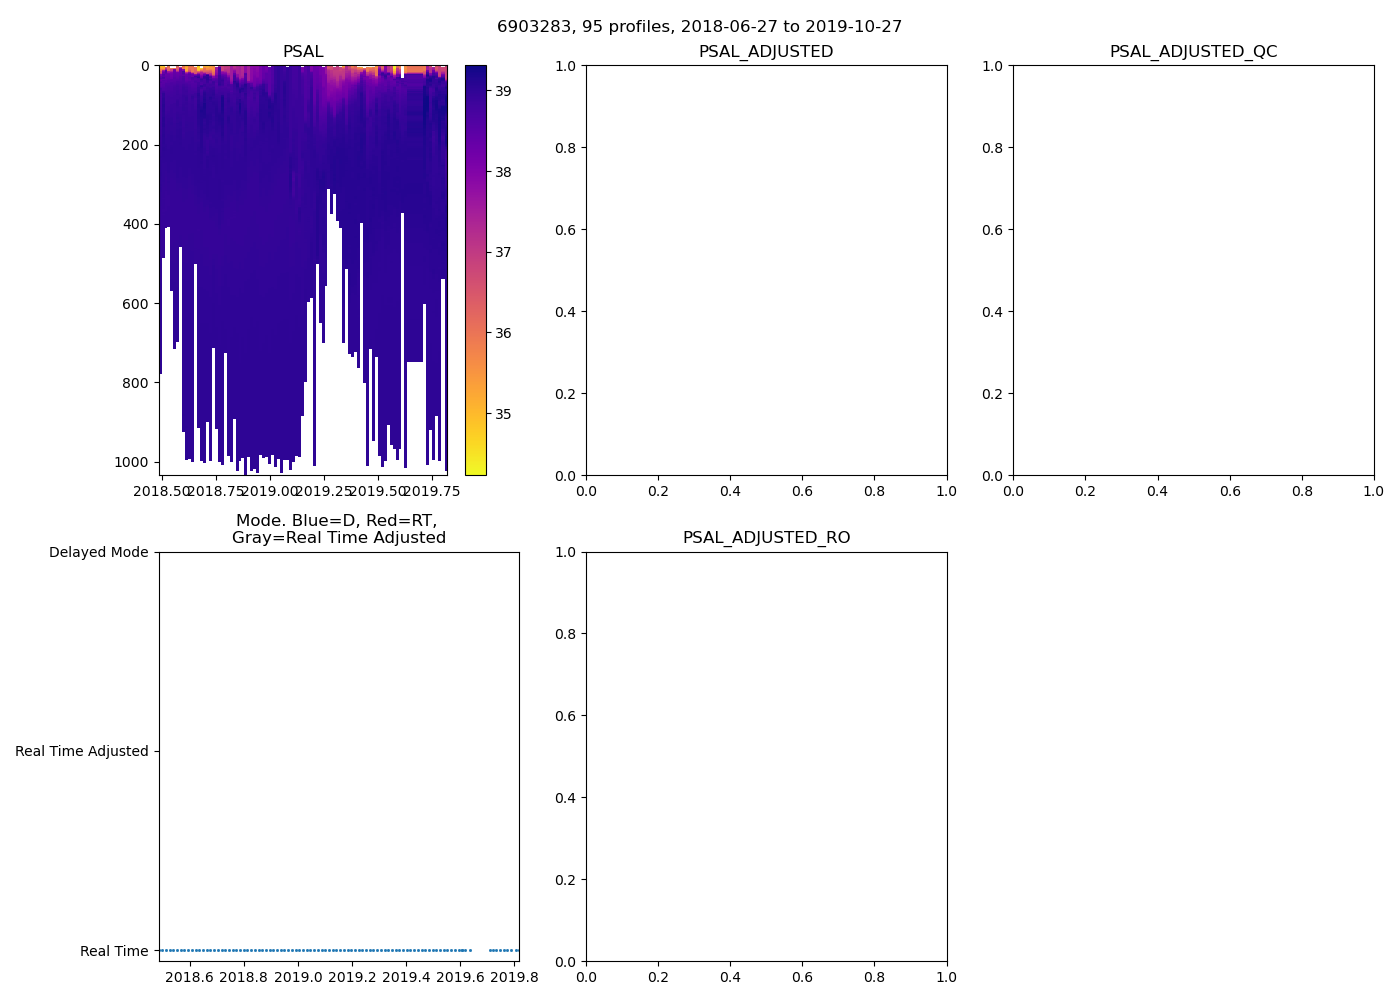 6903283, 95 profiles, 2018-06-27 to 2019-10-27
PSAL
PSAL_ADJUSTED
PSAL_ADJUSTED_QC
0
200
400
600
800
1000
2018.50 2018.75 2019.00 2019.25 2019.50 2019.75
39
38
37
36
35
1.0
0.8
0.6
0.4
0.2
0.0
0.0 0.2 0.4 0.6 0.8 1.0
1.0
0.8
0.6
0.4
0.2
0.0
0.0 0.2 0.4 0.6 0.8 1.0
Mode. Blue=D, Red=RT,
Gray=Real Time Adjusted
Delayed Mode
Real Time Adjusted
Real Time
2018.6 2018.8 2019.0 2019.2 2019.4 2019.6 2019.8
PSAL_ADJUSTED_RO
1.0
0.8
0.6
0.4
0.2
0.0
0.0 0.2 0.4 0.6 0.8 1.0